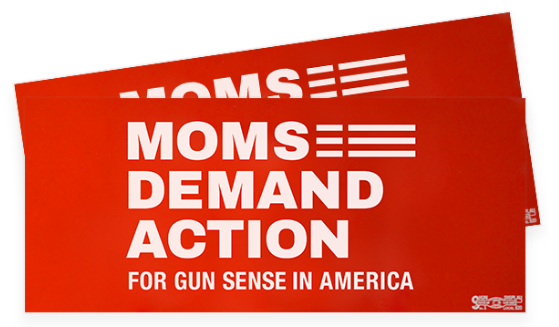 MOMS
MOMS
DEMAND
ACTION
FOR GUN SENSE IN AMERICA